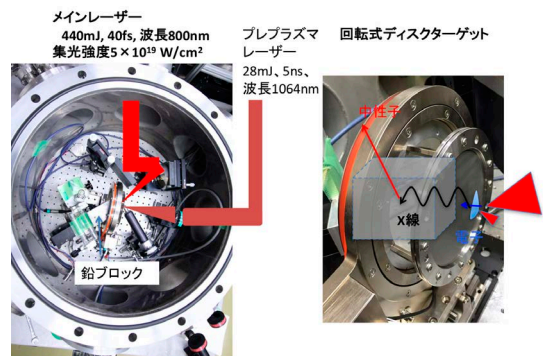 メインレーザー
440mJ, 40fs, 波長800nm
集光強度5×10¹⁹ W/cm²
プレプラズマ
レーザー
28mJ、5ns、
波長1064nm
回転式ディスクターゲット
鉛ブロック
中性子
X線
電子